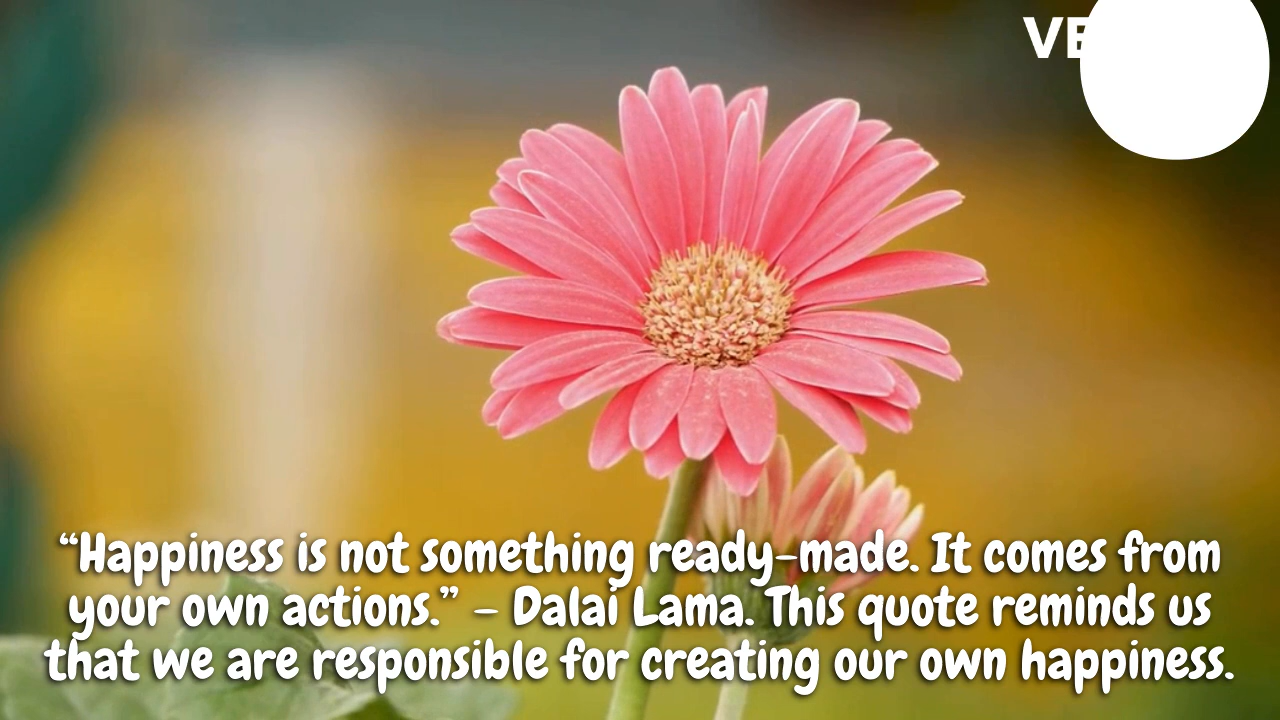 “Happiness is not something ready-made. It comes from
your own actions.” – Dalai Lama. This quote reminds us
that we are responsible for creating our own happiness.